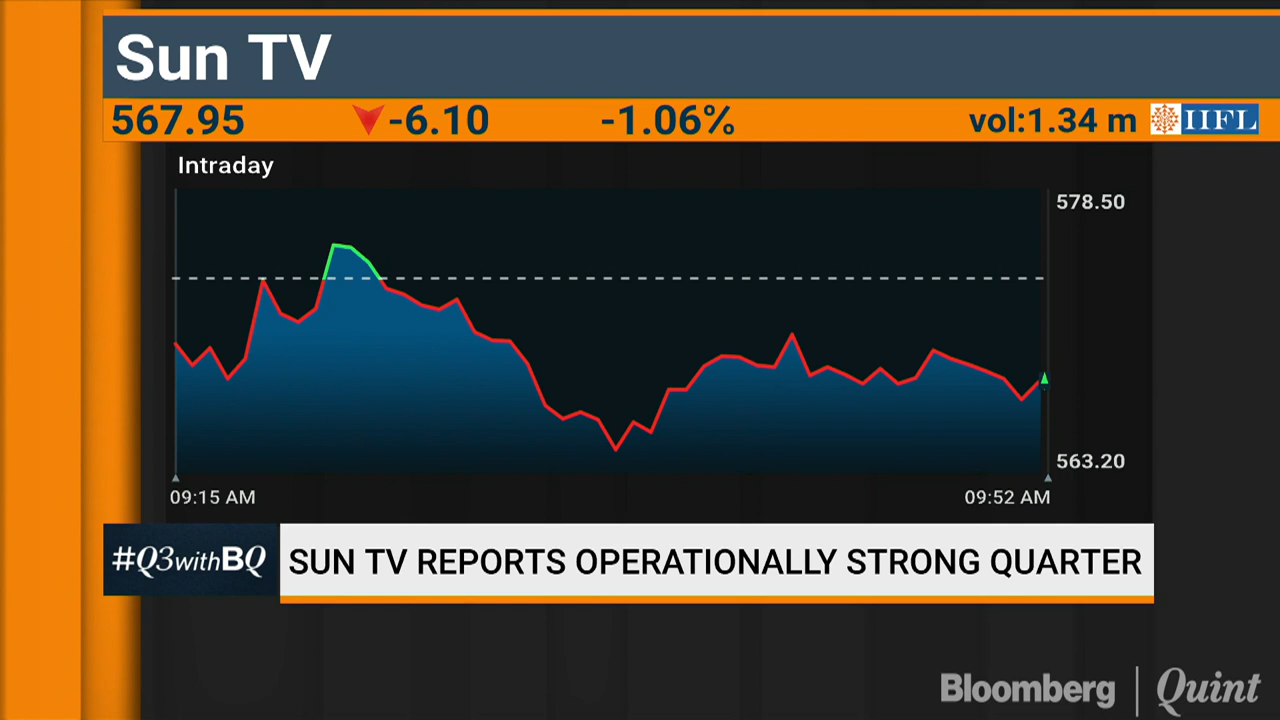 Sun TV
567.95 -6.10 -1.06% vol:1.34 m IIFL
Intraday
578.50
563.20
09:15 AM 09:52 AM
#Q3withBQ SUN TV REPORTS OPERATIONALLY STRONG QUARTER
Bloomberg | Quint